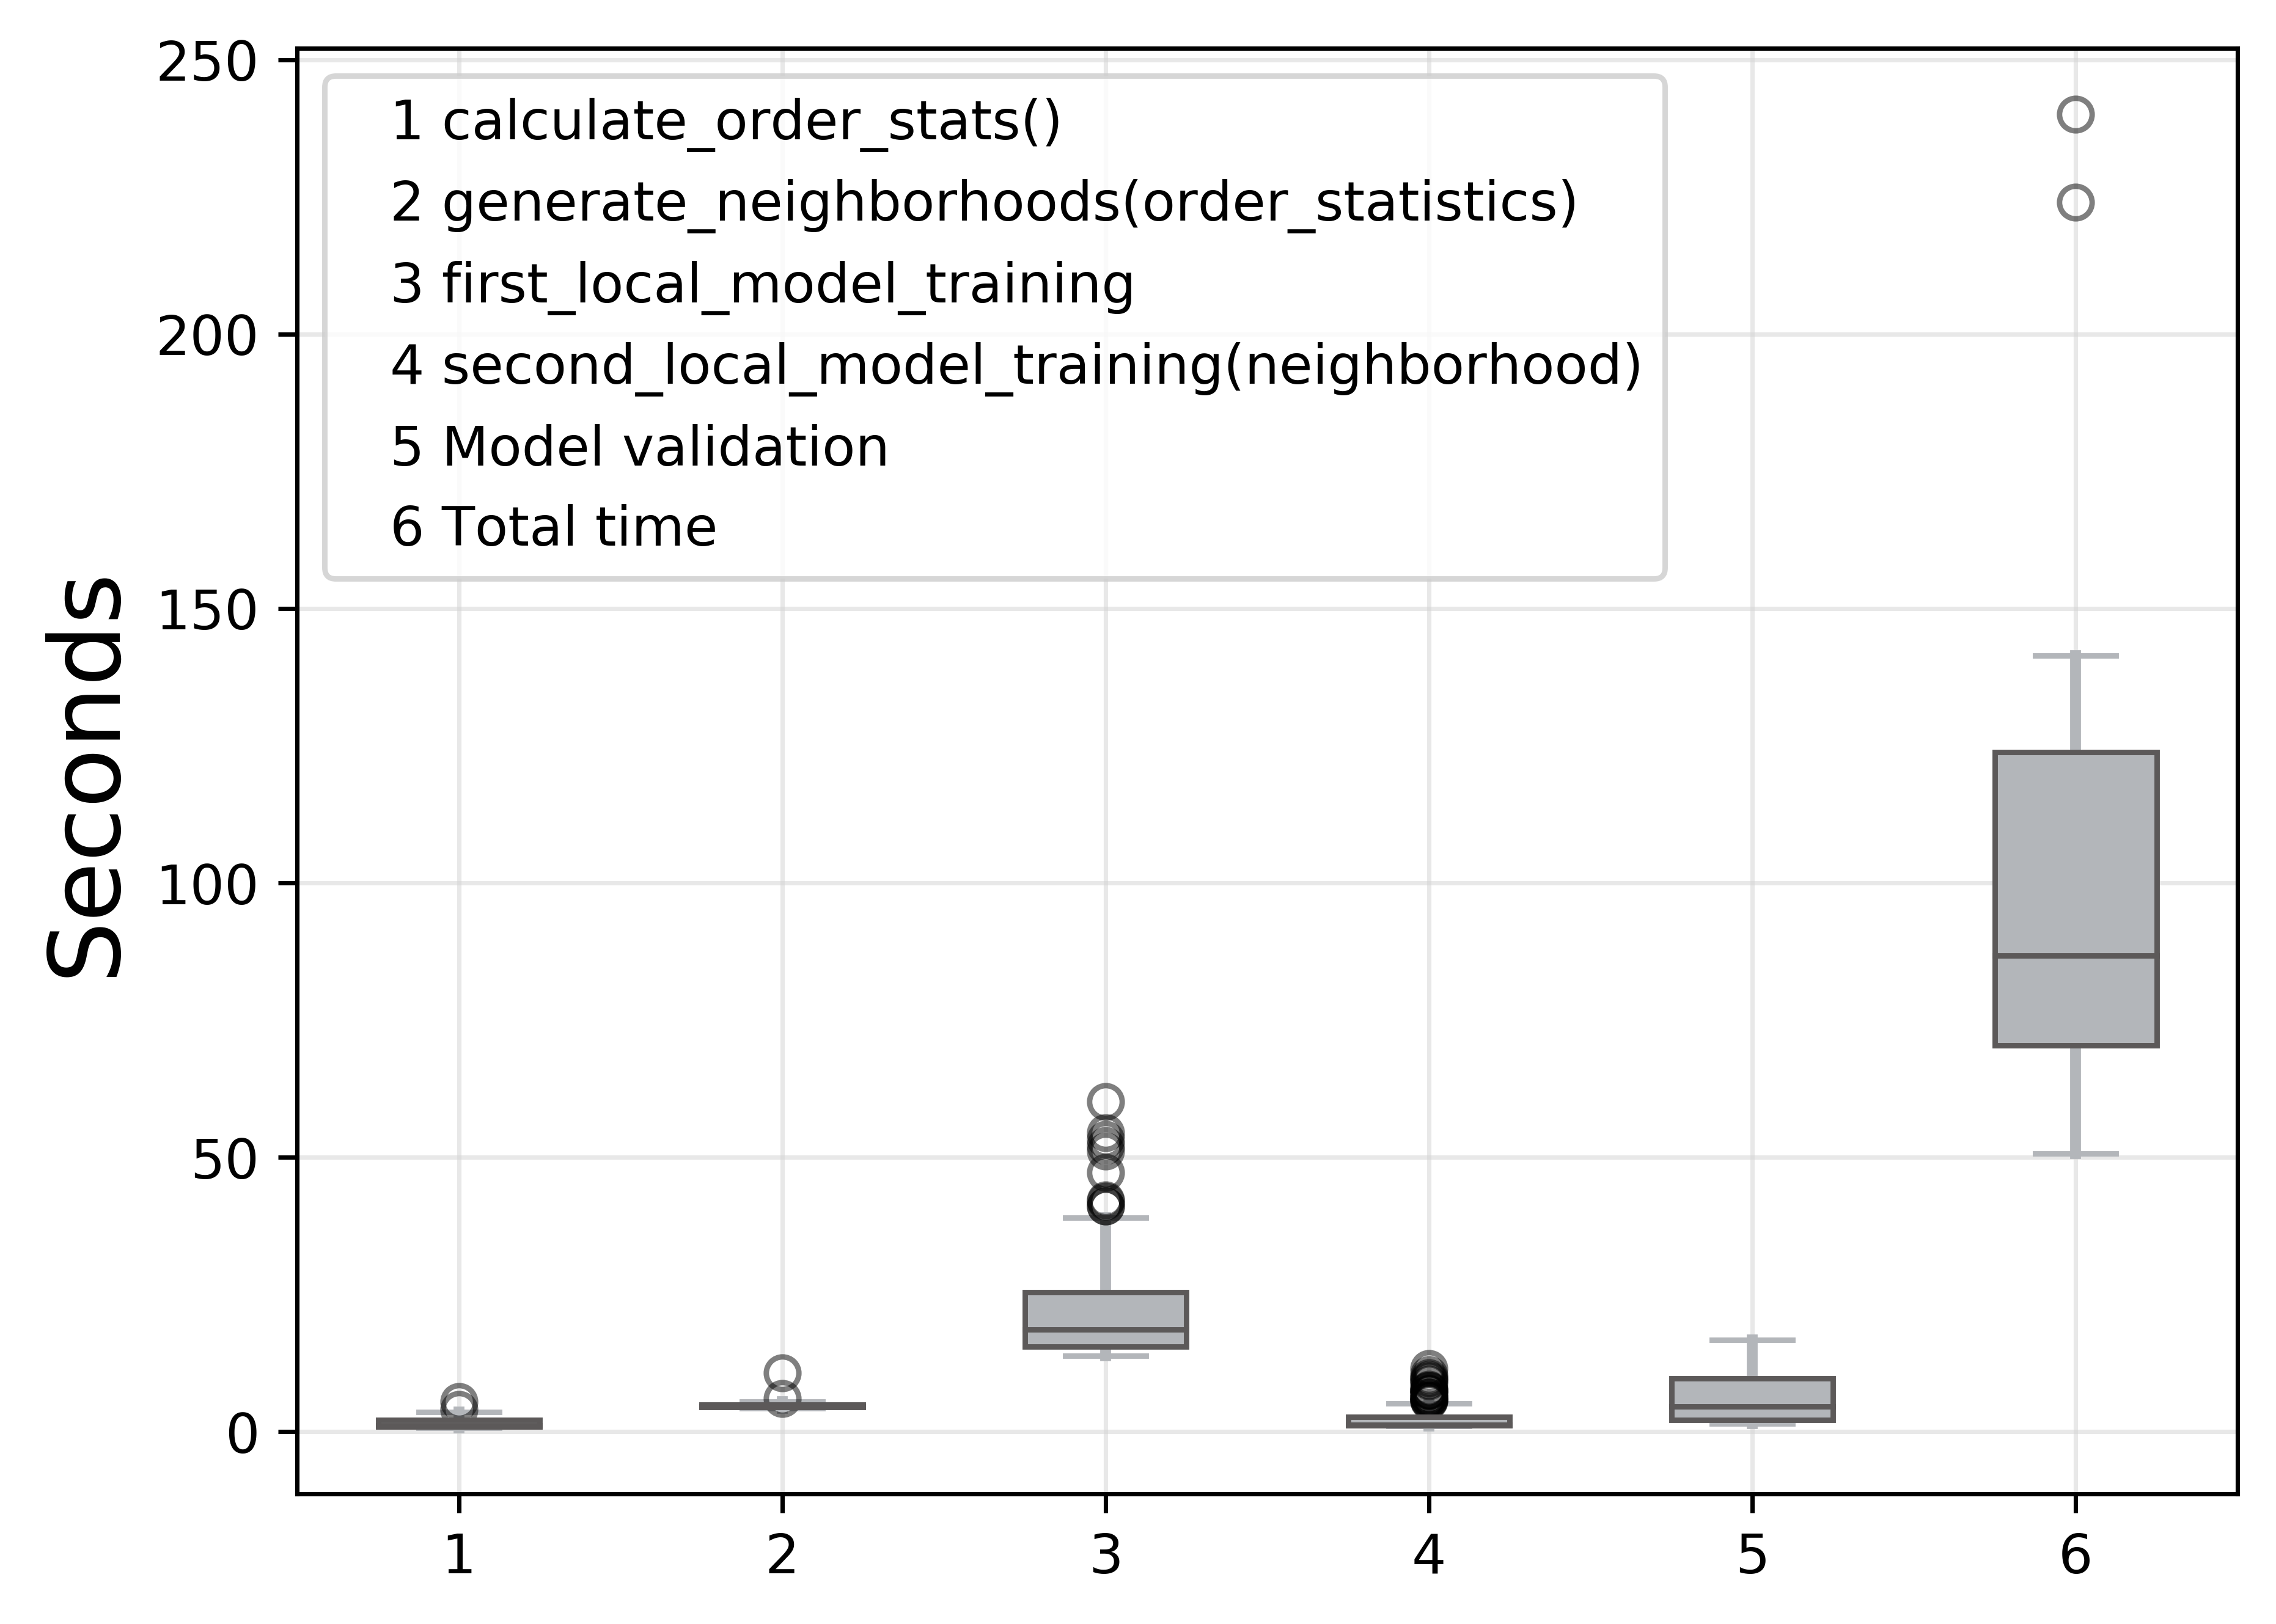 Seconds
250
200
150
100
50
0
1 calculate_order_stats()
2 generate_neighborhoods(order_statistics)
3 first_local_model_training
4 second_local_model_training(neighborhood)
5 Model validation
6 Total time
1 2 3 4 5 6